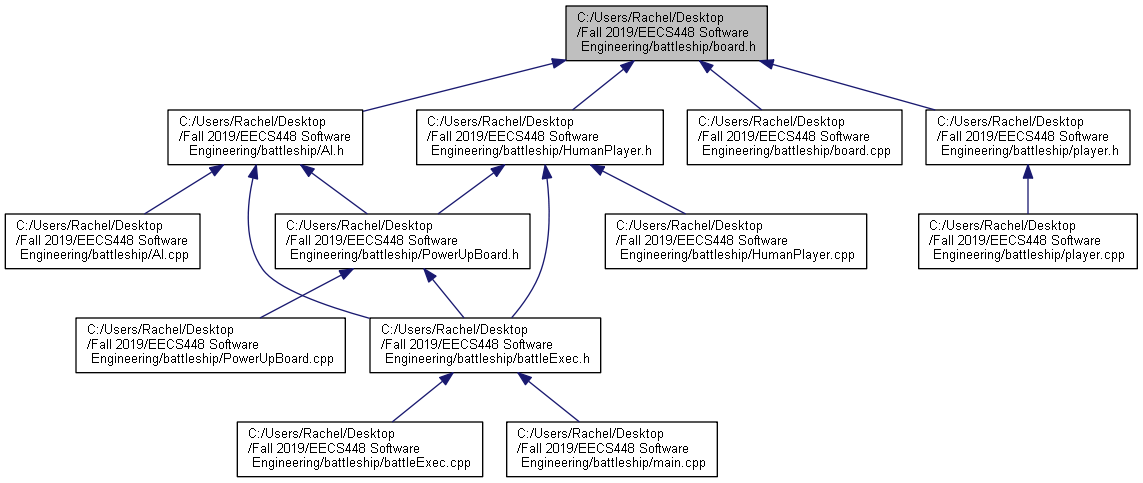 C:/Users/Rachel/Desktop
/Fall 2019/EECS448 Software
Engineering/battleship/board.h
C:/Users/Rachel/Desktop
/Fall 2019/EECS448 Software
Engineering/battleship/AI.h
C:/Users/Rachel/Desktop
/Fall 2019/EECS448 Software
Engineering/battleship/HumanPlayer.h
C:/Users/Rachel/Desktop
/Fall 2019/EECS448 Software
Engineering/battleship/board.cpp
C:/Users/Rachel/Desktop
/Fall 2019/EECS448 Software
Engineering/battleship/player.h
C:/Users/Rachel/Desktop
/Fall 2019/EECS448 Software
Engineering/battleship/AI.cpp
C:/Users/Rachel/Desktop
/Fall 2019/EECS448 Software
Engineering/battleship/PowerUpBoard.h
C:/Users/Rachel/Desktop
/Fall 2019/EECS448 Software
Engineering/battleship/HumanPlayer.cpp
C:/Users/Rachel/Desktop
/Fall 2019/EECS448 Software
Engineering/battleship/player.cpp
C:/Users/Rachel/Desktop
/Fall 2019/EECS448 Software
Engineering/battleship/PowerUpBoard.cpp
C:/Users/Rachel/Desktop
/Fall 2019/EECS448 Software
Engineering/battleship/battleExec.h
C:/Users/Rachel/Desktop
/Fall 2019/EECS448 Software
Engineering/battleship/battleExec.cpp
C:/Users/Rachel/Desktop
/Fall 2019/EECS448 Software
Engineering/battleship/main.cpp